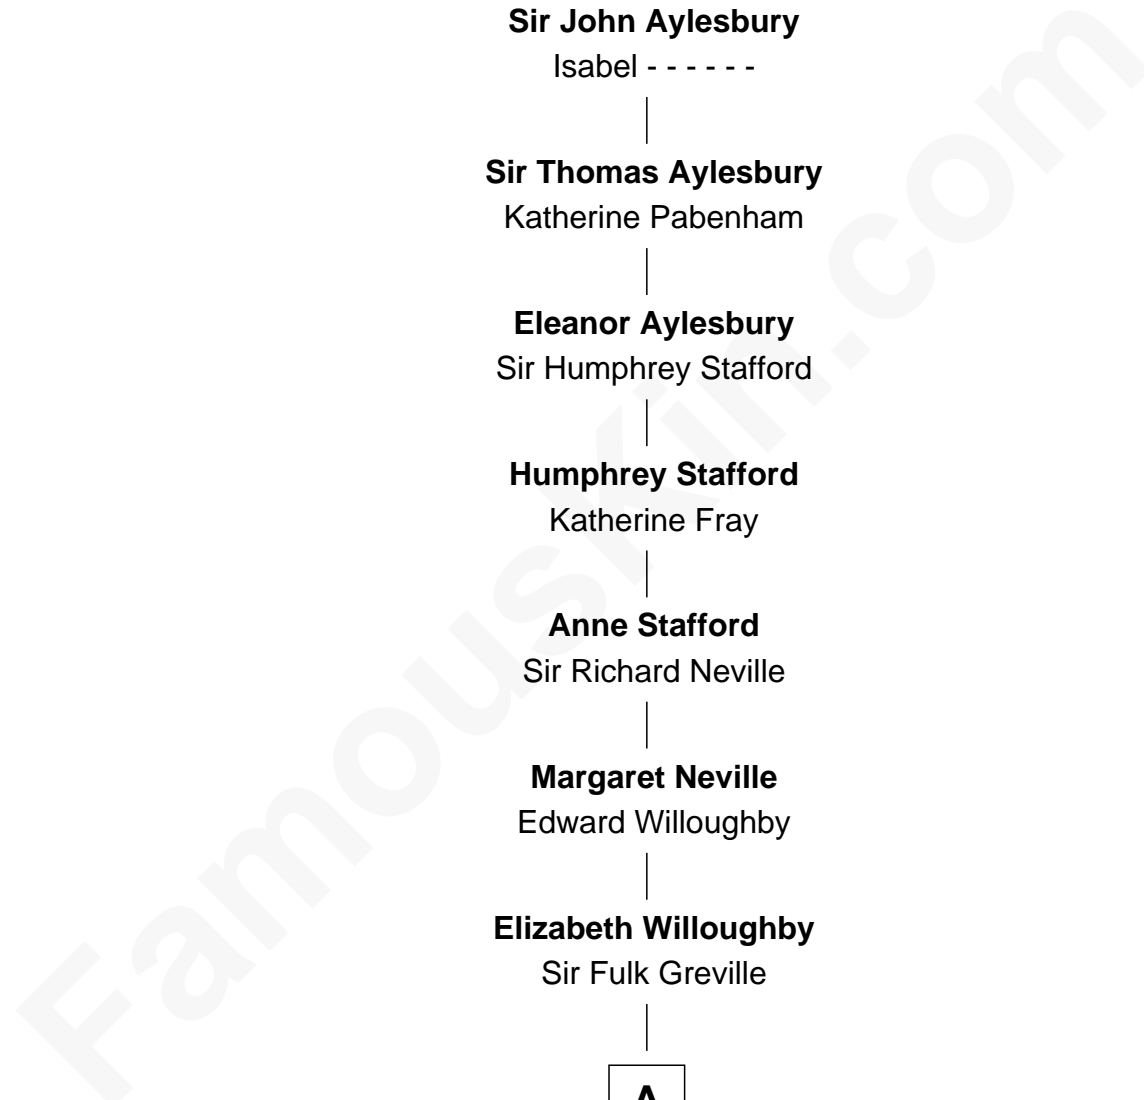 Sir John Aylesbury
Isabel - - - - - -
Sir Thomas Aylesbury
Katherine Pabenham
Eleanor Aylesbury
Sir Humphrey Stafford
Humphrey Stafford
Katherine Fray
Anne Stafford
Sir Richard Neville
Margaret Neville
Edward Willoughby
Elizabeth Willoughby
Sir Fulk Greville
A
FamousKin.com